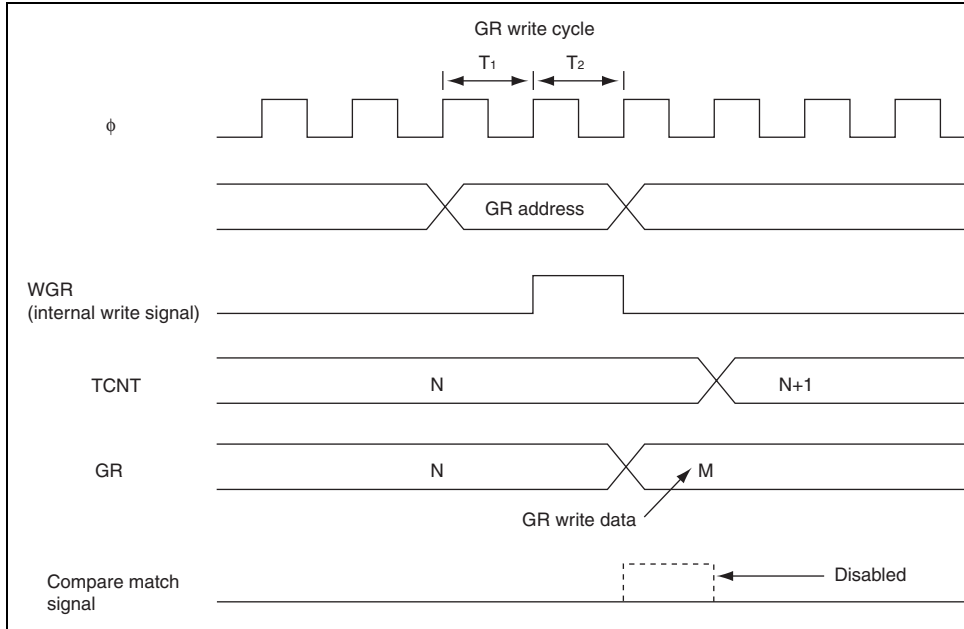 GR write cycle
T1 T2
ϕ
GR address
WGR
(internal write signal)
TCNT N N+1
GR N M
GR write data
Compare match
signal
Disabled